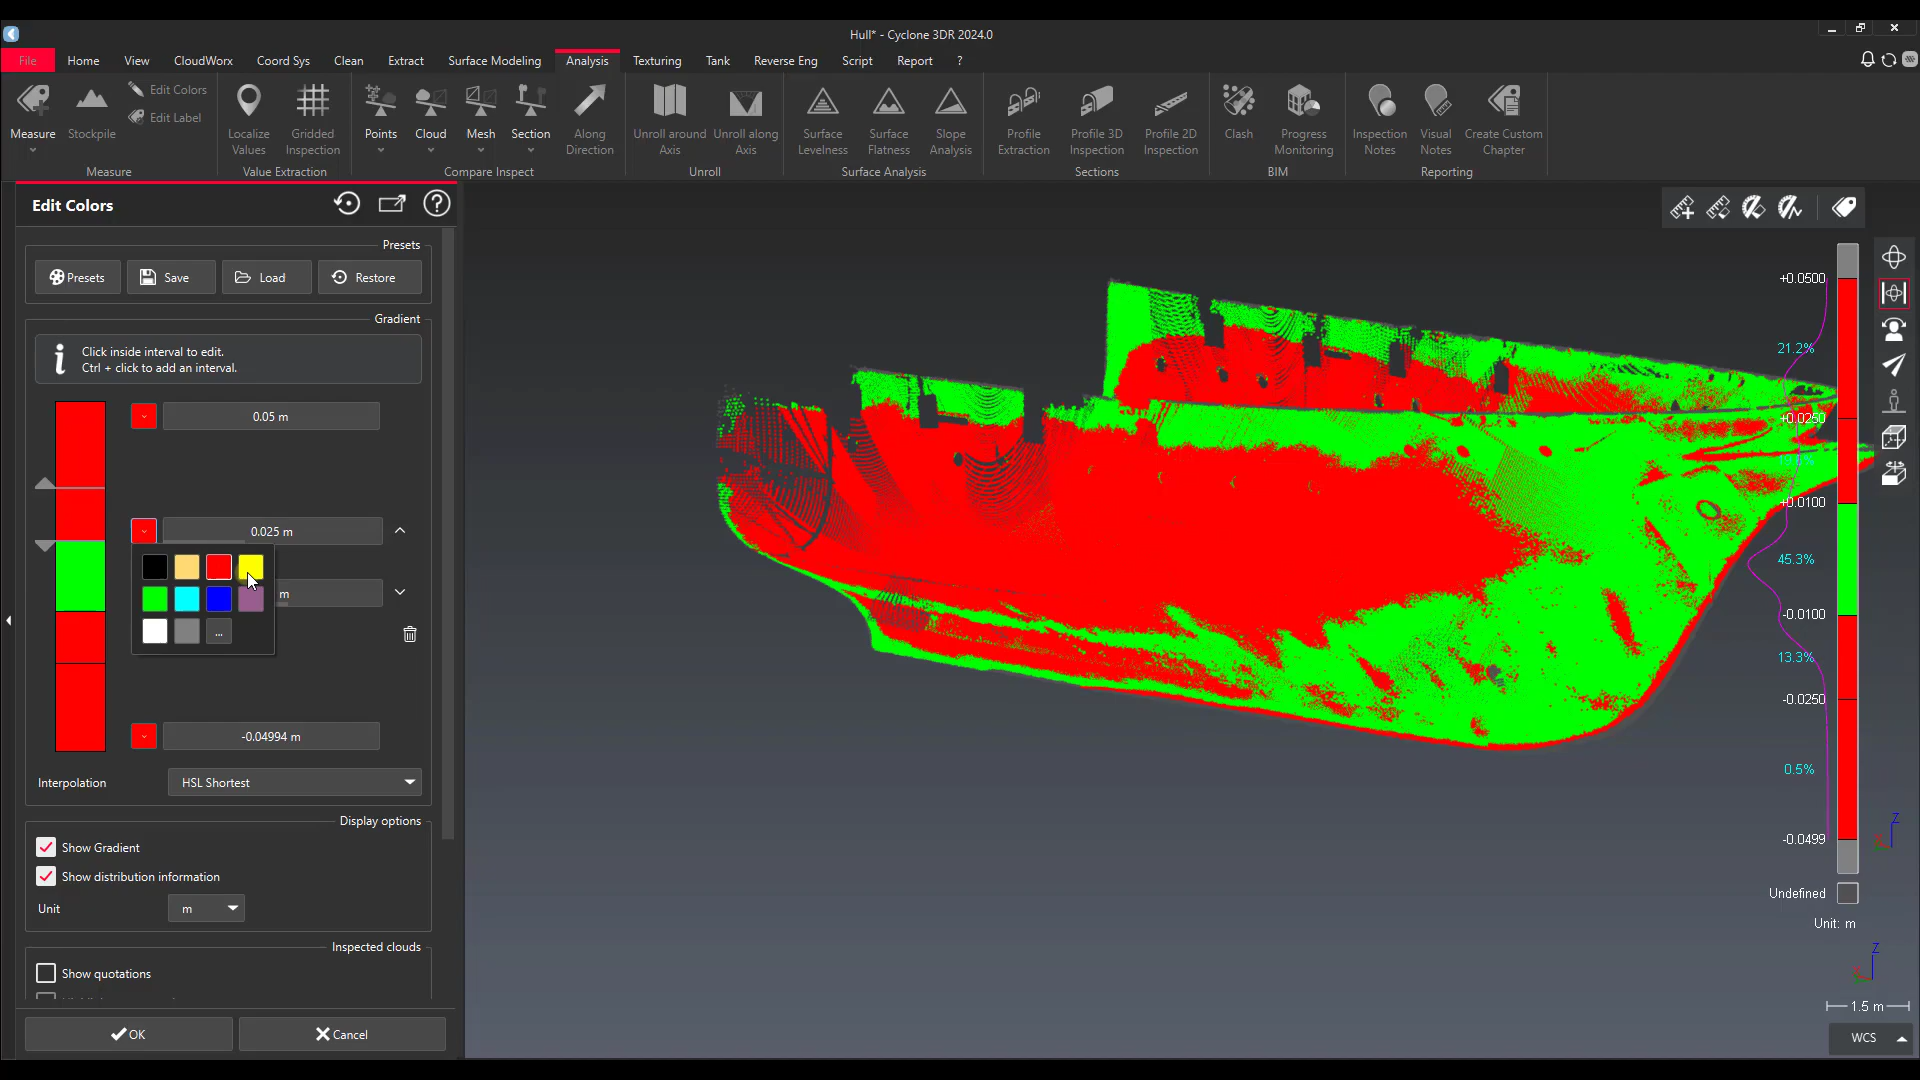 Hull* - Cyclone 3DR 2024.0
File Home View CloudWorx Coord Sys Clean Extract Surface Modeling Analysis Texturing Tank Reverse Eng Script Report ?
Measure
Stockpile
Edit Colors
Edit Label
Localize Values
Gridded Inspection
Points
Cloud
Mesh
Section
Along Direction
Unroll around Axis
Unroll along Axis
Surface Levelness
Surface Flatness
Slope Analysis
Profile Extraction
Profile 3D Inspection
Profile 2D Inspection
Clash
Progress Monitoring
Inspection Notes
Visual Notes
Create Custom Chapter
Measure Value Extraction Compare Inspect Unroll Surface Analysis Sections BIM Reporting
Edit Colors
Presets
Presets Save Load Restore
Gradient
Click inside interval to edit.
Ctrl + click to add an interval.
0.05 m
0.025 m
m
...
-0.04994 m
Interpolation HSL Shortest
Display options
Show Gradient
Show distribution information
Unit m
Inspected clouds
Show quotations
OK Cancel
+0.0500
21.2%
+0.0250
+0.0100
45.3%
-0.0100
13.3%
-0.0250
0.5%
-0.0499
Undefined
Unit: m
Z
Z
1.5 m
WCS